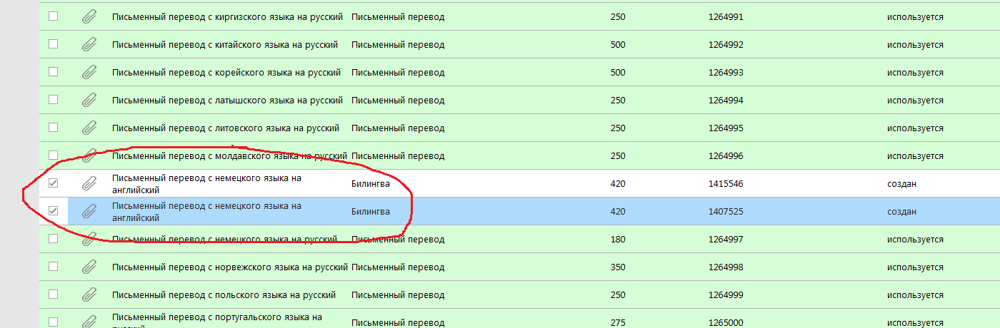 Письменный перевод с киргизского языка на русский Письменный перевод 250 1264991 используется
Письменный перевод с китайского языка на русский Письменный перевод 500 1264992 используется
Письменный перевод с корейского языка на русский Письменный перевод 500 1264993 используется
Письменный перевод с латышского языка на русский Письменный перевод 250 1264994 используется
Письменный перевод с литовского языка на русский Письменный перевод 250 1264995 используется
Письменный перевод с молдавского языка на русский Письменный перевод 250 1264996 используется
Письменный перевод с немецкого языка на
английский Билингва 420 1415546 создан
Письменный перевод с немецкого языка на
английский Билингва 420 1407525 создан
Письменный перевод с немецкого языка на русский Письменный перевод 180 1264997 используется
Письменный перевод с норвежского языка на русский Письменный перевод 350 1264998 используется
Письменный перевод с польского языка на русский Письменный перевод 250 1264999 используется
Письменный перевод с португальского языка на
Письменный перевод 275 1265000 используется